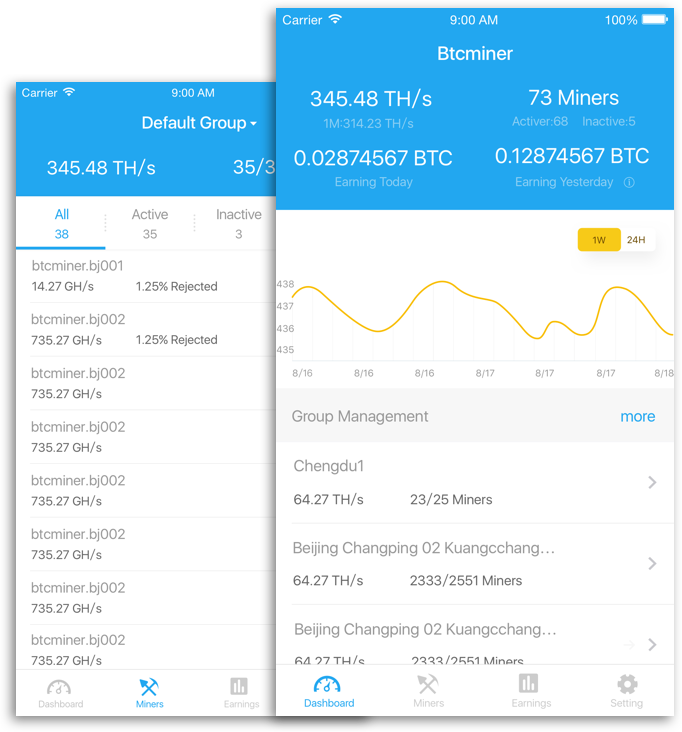 Carrier 9:00 AM
Default Group
345.48 TH/s 35/3
All Active Inactive
38 35 3
btcminer.bj001
14.27 GH/s 1.25% Rejected
btcminer.bj002
735.27 GH/s 1.25% Rejected
btcminer.bj002
735.27 GH/s
btcminer.bj002
735.27 GH/s
btcminer.bj002
735.27 GH/s
btcminer.bj002
735.27 GH/s
btcminer.bj002
735.27 GH/s
btcminer.bj002
735.27 GH/s
Dashboard Miners Earnings
Carrier 9:00 AM 100%
Btcminer
345.48 TH/s 73 Miners
1M:314.23 TH/s Activer:68 Inactive:5
0.02874567 BTC 0.12874567 BTC
Earning Today Earning Yesterday
1W 24H
438
437
436
435
8/16 8/16 8/16 8/17 8/17 8/17 8/18
Group Management more
Chengdu1
64.27 TH/s 23/25 Miners
Beijing Changping 02 Kuangcchang...
64.27 TH/s 2333/2551 Miners
Beijing Changping 02 Kuangcchang...
64.27 TH/s 2333/2551 Miners
Dashboard Miners Earnings Setting